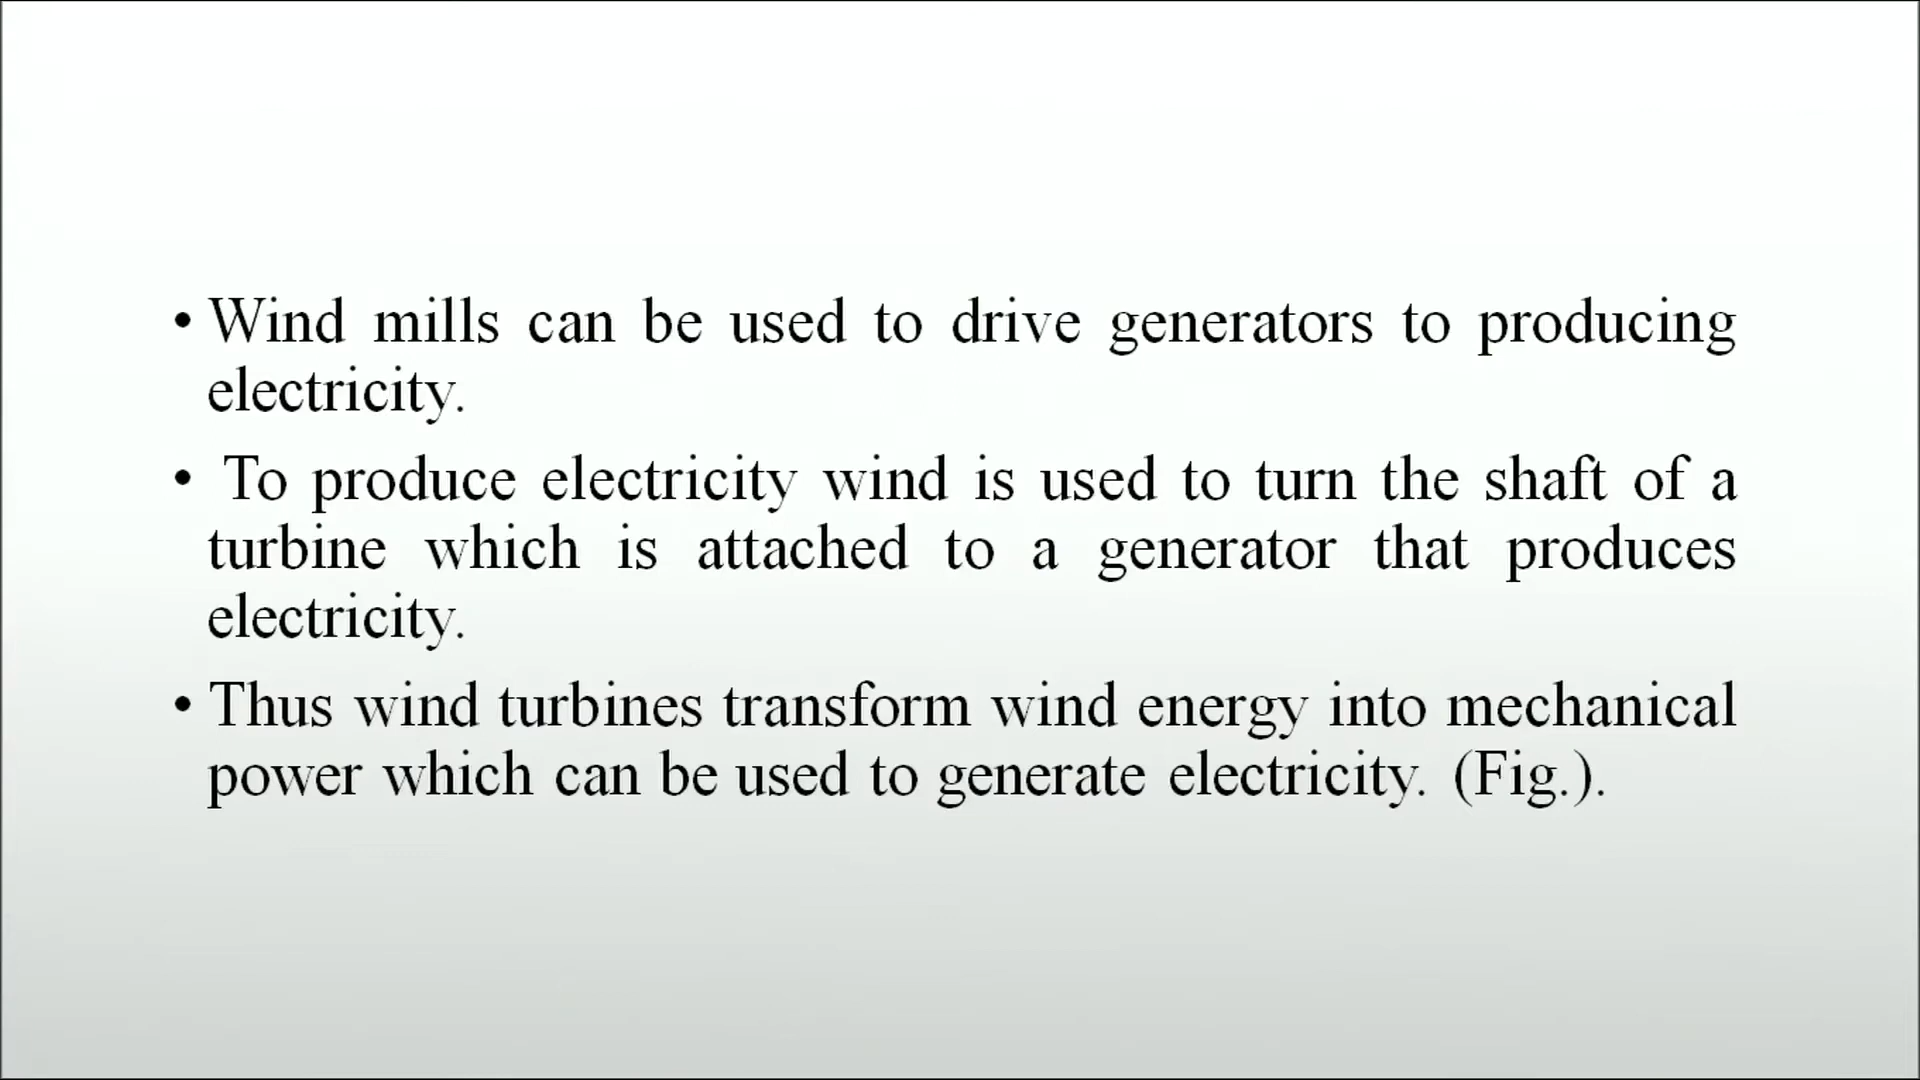 • Wind mills can be used to drive generators to producing
electricity.
• To produce electricity wind is used to turn the shaft of a
turbine which is attached to a generator that produces
electricity.
• Thus wind turbines transform wind energy into mechanical
power which can be used to generate electricity. (Fig.).